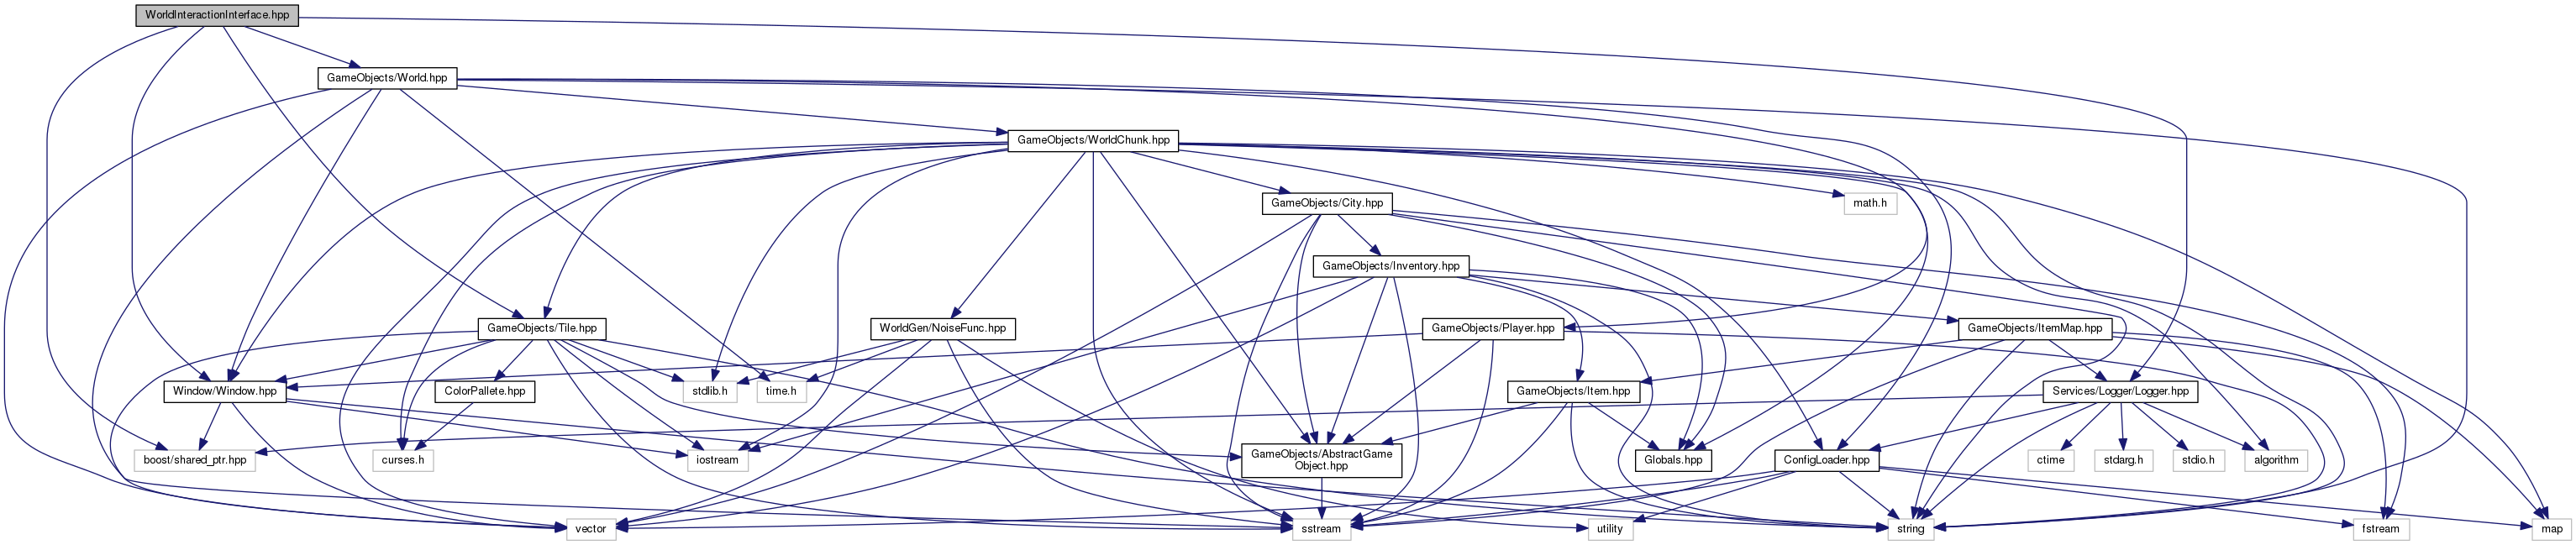 WorldInteractionInterface.hpp
GameObjects/World.hpp
GameObjects/WorldChunk.hpp
GameObjects/City.hpp
math.h
GameObjects/Inventory.hpp
GameObjects/Tile.hpp
WorldGen/NoiseFunc.hpp
GameObjects/Player.hpp
GameObjects/ItemMap.hpp
Window/Window.hpp
ColorPallete.hpp
stdlib.h
time.h
GameObjects/Item.hpp
Services/Logger/Logger.hpp
boost/shared_ptr.hpp
curses.h
iostream
GameObjects/AbstractGame
Object.hpp
Globals.hpp
ConfigLoader.hpp
ctime
stdarg.h
stdio.h
algorithm
vector
sstream
utility
string
fstream
map